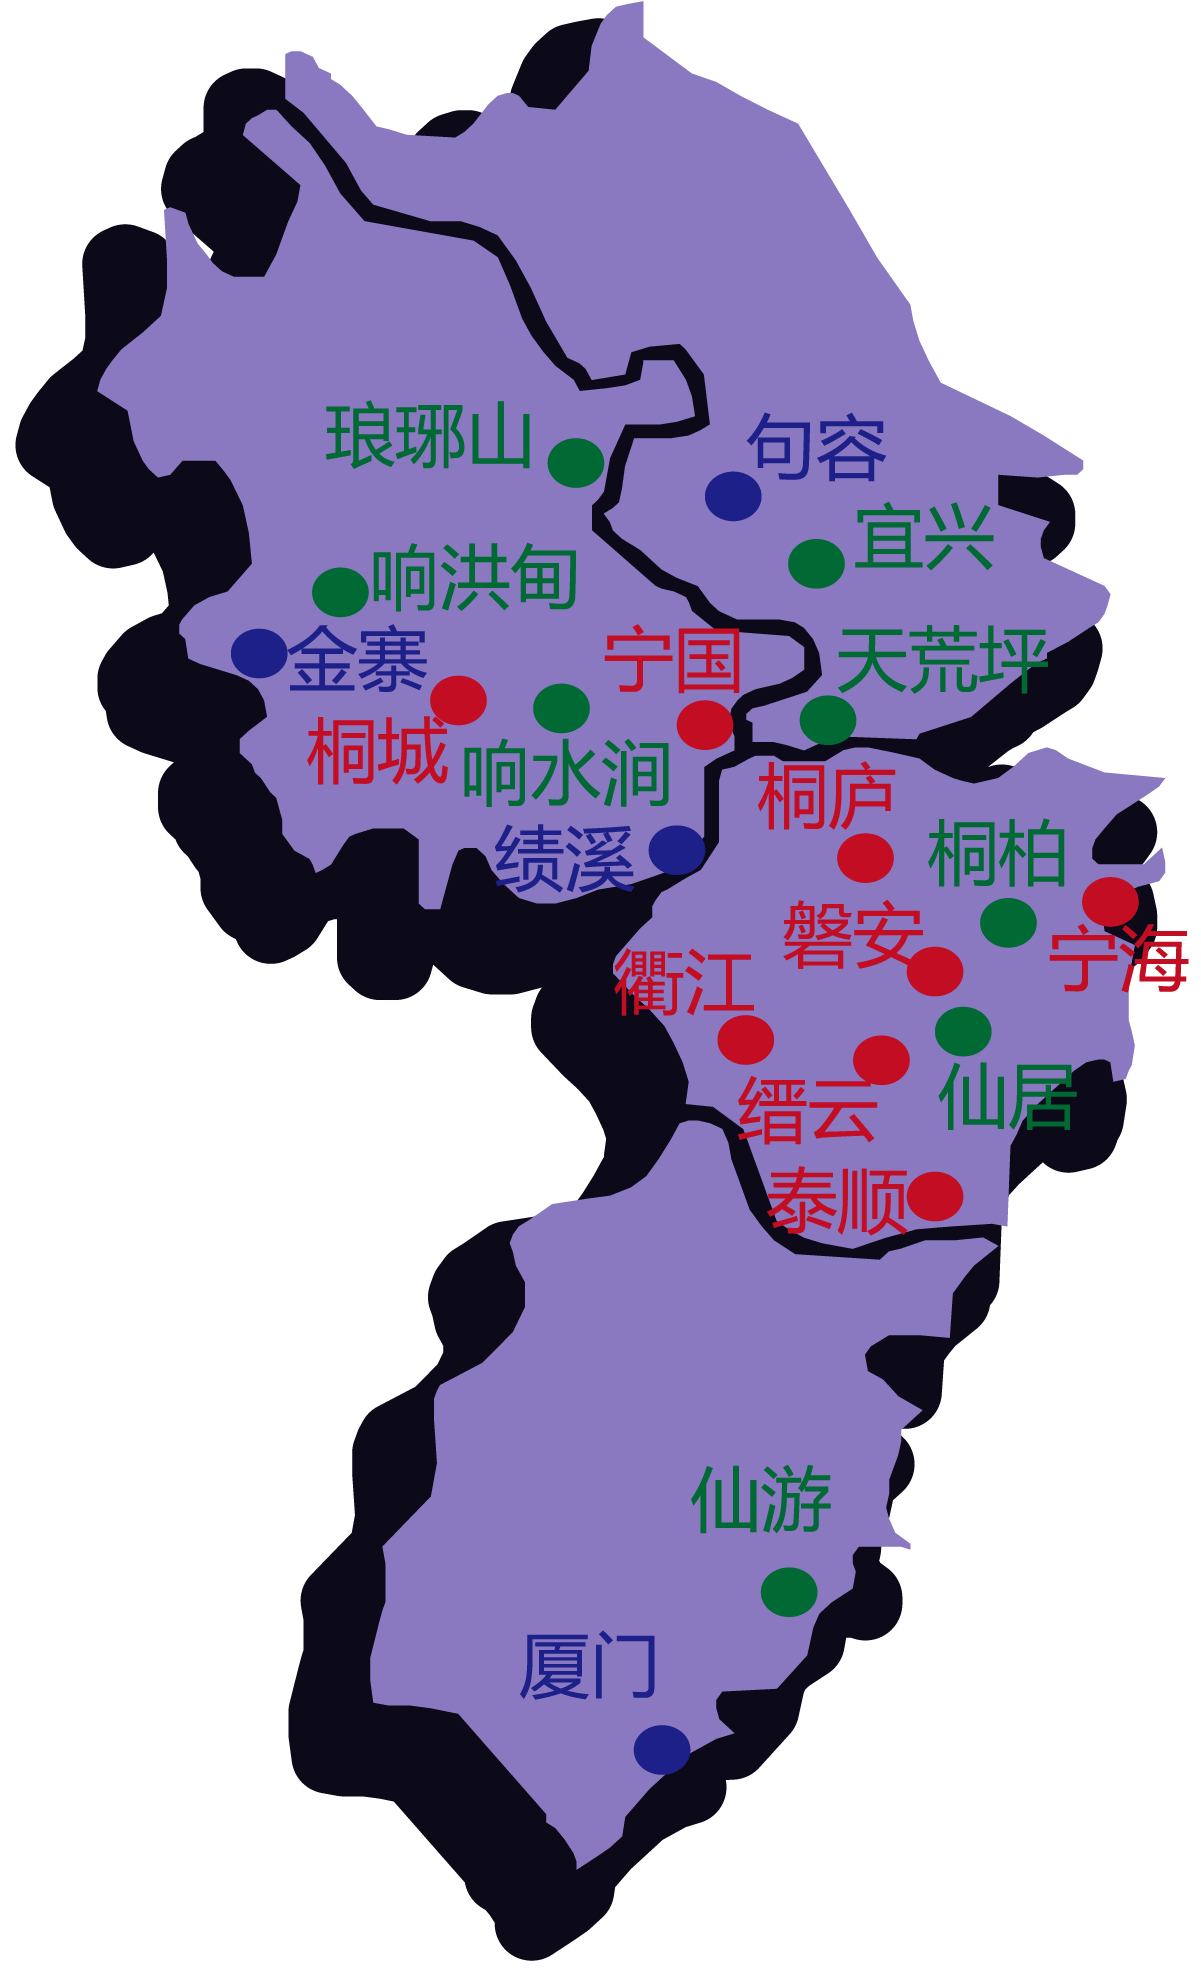 琅琊山
句容
宜兴
响洪甸
金寨
宁国
天荒坪
桐城
响水涧
桐庐
绩溪
桐柏
磐安
宁海
衢江
仙居
缙云
泰顺
仙游
厦门